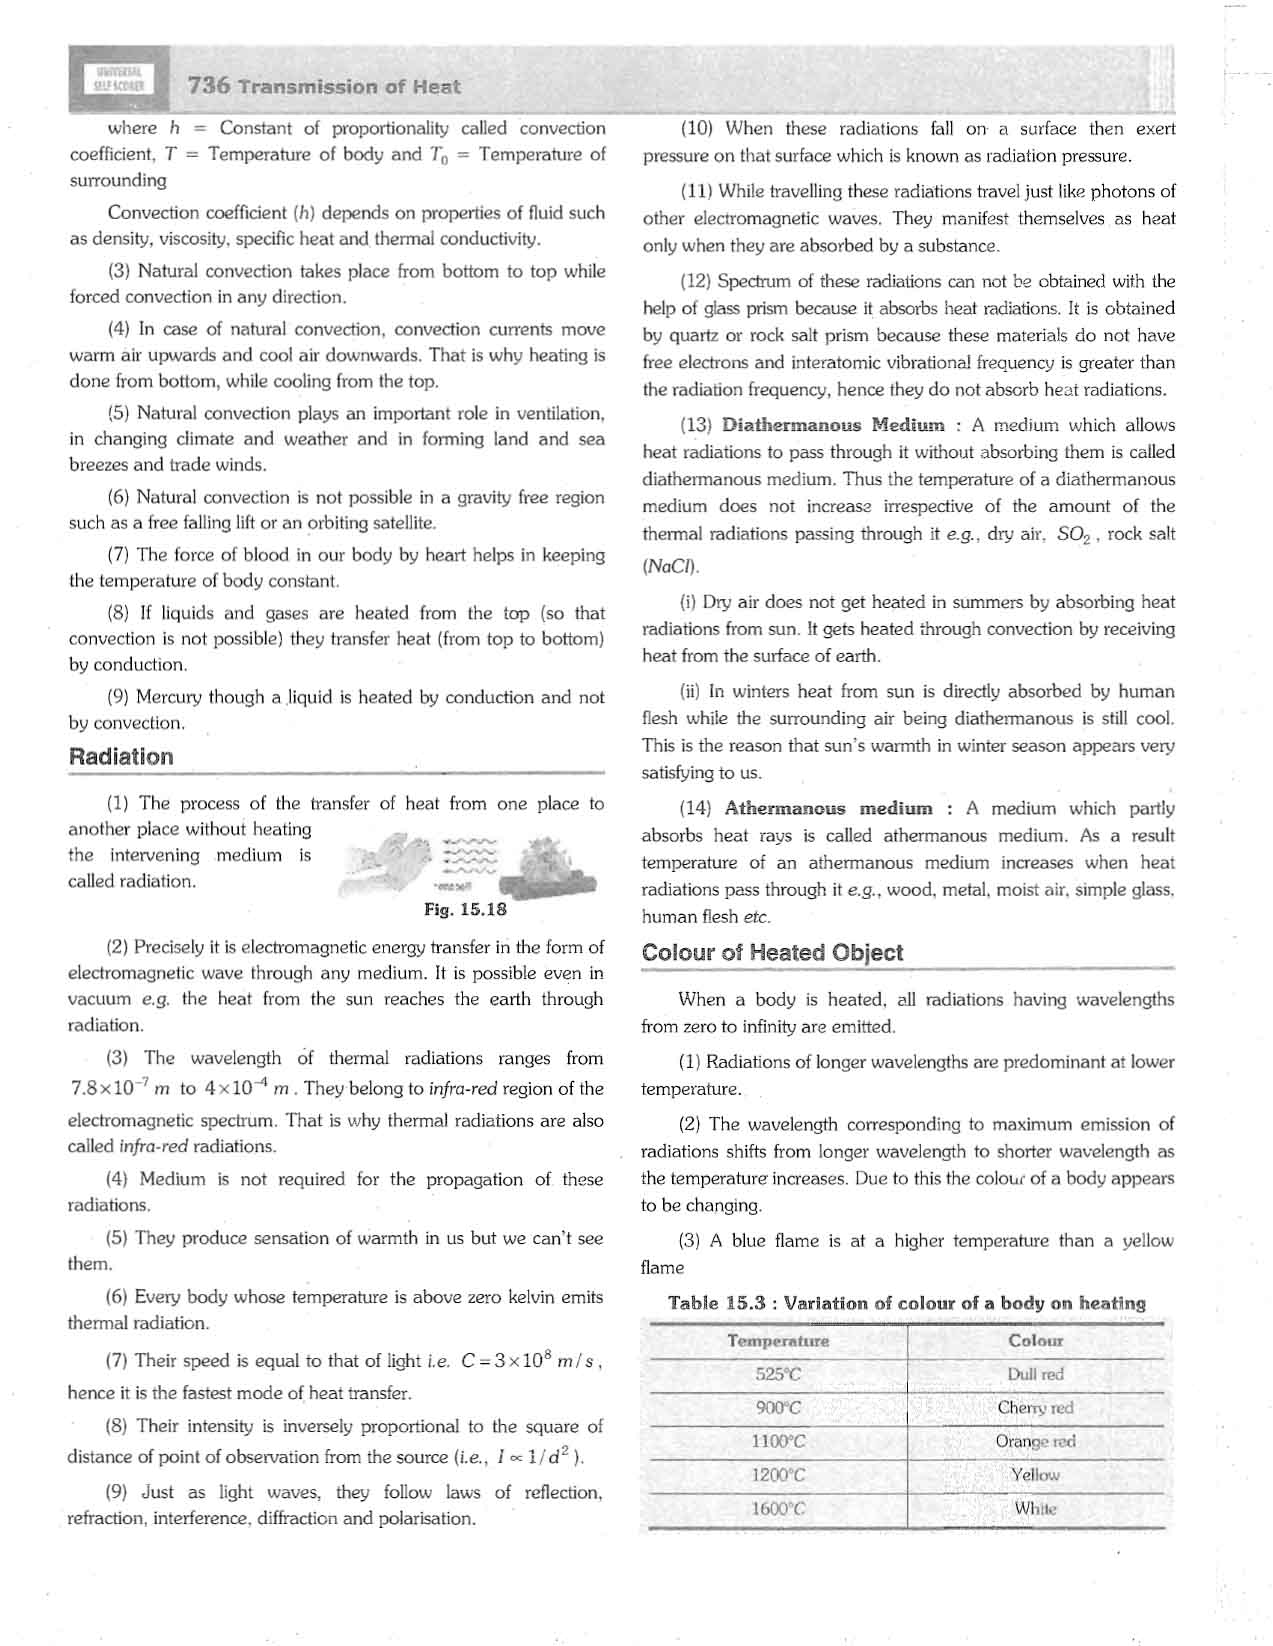 UNIVERSAL
SELF SCORER
736 Transmission of Heat
where h = Constant of proportionality called convection
coefficient, T = Temperature of body and T₀ = Temperature of
surrounding
Convection coefficient (h) depends on properties of fluid such
as density, viscosity, specific heat and thermal conductivity.
(3) Natural convection takes place from bottom to top while
forced convection in any direction.
(4) In case of natural convection, convection currents move
warm air upwards and cool air downwards. That is why heating is
done from bottom, while cooling from the top.
(5) Natural convection plays an important role in ventilation,
in changing climate and weather and in forming land and sea
breezes and trade winds.
(6) Natural convection is not possible in a gravity free region
such as a free falling lift or an orbiting satellite.
(7) The force of blood in our body by heart helps in keeping
the temperature of body constant.
(8) If liquids and gases are heated from the top (so that
convection is not possible) they transfer heat (from top to bottom)
by conduction.
(9) Mercury though a liquid is heated by conduction and not
by convection.
Radiation
(1) The process of the transfer of heat from one place to
another place without heating
the intervening medium is
called radiation.
Fig. 15.18
(2) Precisely it is electromagnetic energy transfer in the form of
electromagnetic wave through any medium. It is possible even in
vacuum e.g. the heat from the sun reaches the earth through
radiation.
(3) The wavelength of thermal radiations ranges from
7.8×10⁻⁷ m to 4×10⁻⁴ m. They belong to infra-red region of the
electromagnetic spectrum. That is why thermal radiations are also
called infra-red radiations.
(4) Medium is not required for the propagation of these
radiations.
(5) They produce sensation of warmth in us but we can't see
them.
(6) Every body whose temperature is above zero kelvin emits
thermal radiation.
(7) Their speed is equal to that of light i.e. C = 3×10⁸ m/s,
hence it is the fastest mode of heat transfer.
(8) Their intensity is inversely proportional to the square of
distance of point of observation from the source (i.e., I ∝ 1/d²).
(9) Just as light waves, they follow laws of reflection,
refraction, interference, diffraction and polarisation.
(10) When these radiations fall on a surface then exert
pressure on that surface which is known as radiation pressure.
(11) While travelling these radiations travel just like photons of
other electromagnetic waves. They manifest themselves as heat
only when they are absorbed by a substance.
(12) Spectrum of these radiations can not be obtained with the
help of glass prism because it absorbs heat radiations. It is obtained
by quartz or rock salt prism because these materials do not have
free electrons and interatomic vibrational frequency is greater than
the radiation frequency, hence they do not absorb heat radiations.
(13) Diathermanous Medium : A medium which allows
heat radiations to pass through it without absorbing them is called
diathermanous medium. Thus the temperature of a diathermanous
medium does not increase irrespective of the amount of the
thermal radiations passing through it e.g., dry air, SO₂, rock salt
(NaCl).
(i) Dry air does not get heated in summers by absorbing heat
radiations from sun. It gets heated through convection by receiving
heat from the surface of earth.
(ii) In winters heat from sun is directly absorbed by human
flesh while the surrounding air being diathermanous is still cool.
This is the reason that sun's warmth in winter season appears very
satisfying to us.
(14) Athermanous medium : A medium which partly
absorbs heat rays is called athermanous medium. As a result
temperature of an athermanous medium increases when heat
radiations pass through it e.g., wood, metal, moist air, simple glass,
human flesh etc.
Colour of Heated Object
When a body is heated, all radiations having wavelengths
from zero to infinity are emitted.
(1) Radiations of longer wavelengths are predominant at lower
temperature.
(2) The wavelength corresponding to maximum emission of
radiations shifts from longer wavelength to shorter wavelength as
the temperature increases. Due to this the colour of a body appears
to be changing.
(3) A blue flame is at a higher temperature than a yellow
flame
Table 15.3 : Variation of colour of a body on heating
Temperature Colour
525°C Dull red
900°C Cherry red
1100°C Orange red
1200°C Yellow
1600°C White